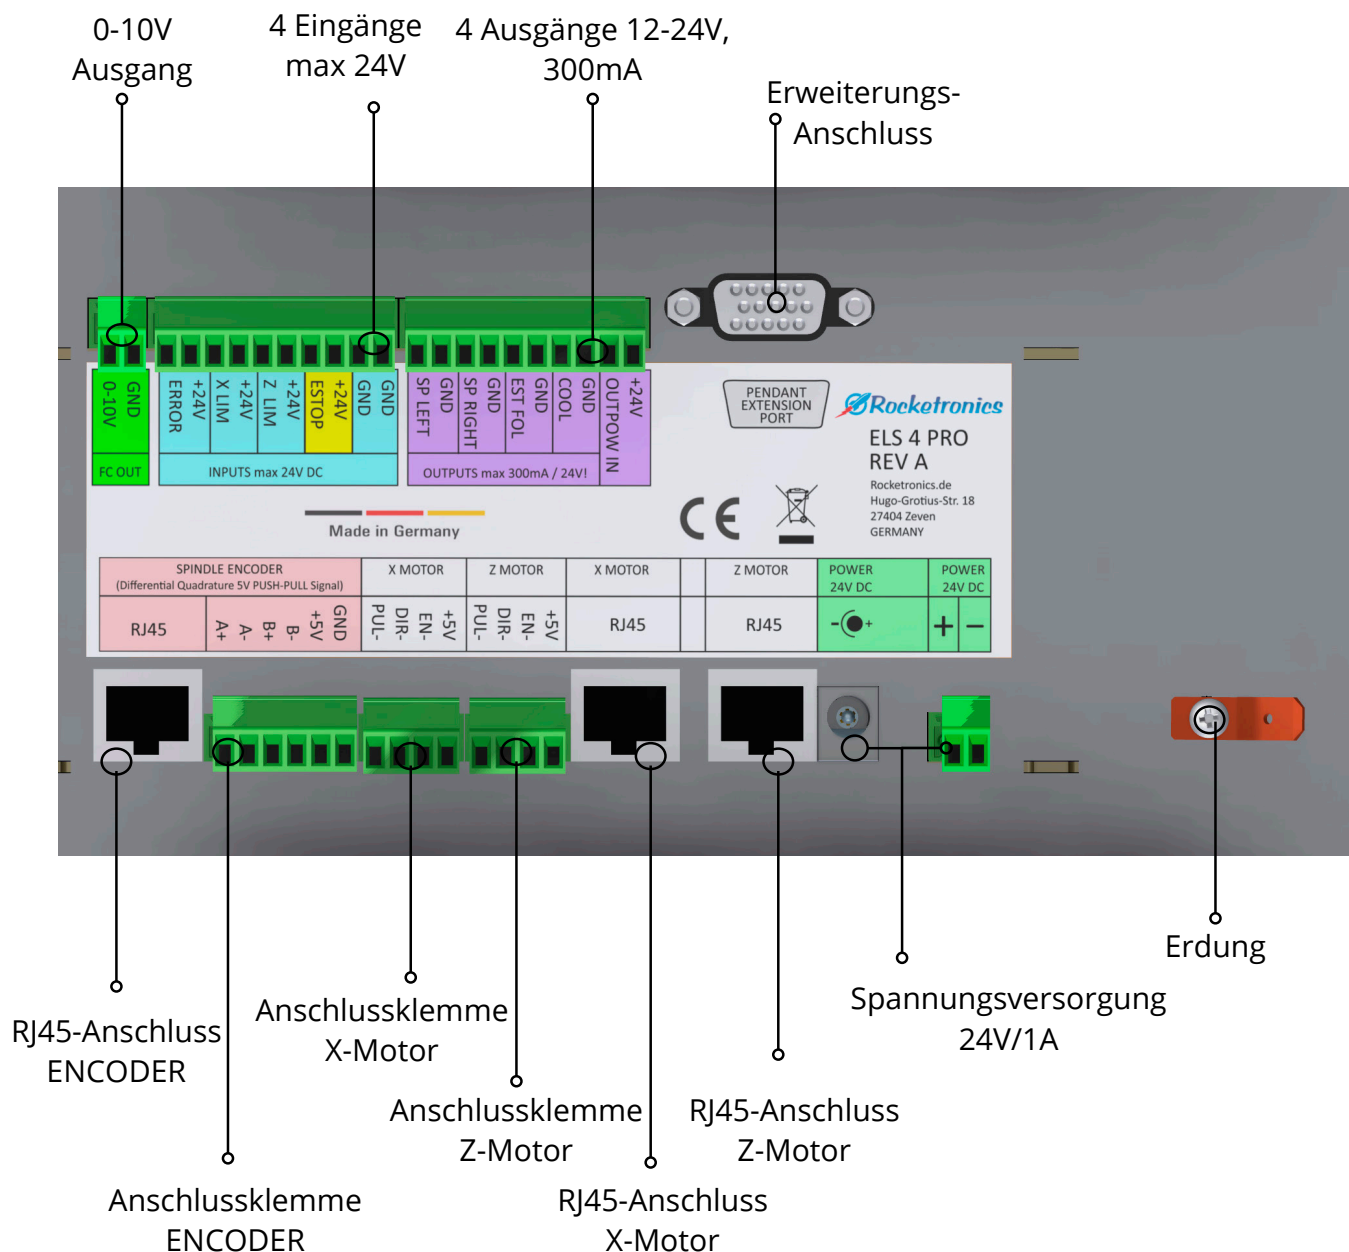 0-10V
Ausgang
4 Eingänge
max 24V
4 Ausgänge 12-24V,
300mA
Erweiterungs-
Anschluss
0-10V
GND
FC OUT
ERROR
+24V
X LIM
+24V
Z LIM
+24V
ESTOP
+24V
GND
GND
INPUTS max 24V DC
SP LEFT
GND
SP RIGHT
GND
EST FOL
GND
COOL
GND
OUTPOW IN
+24V
OUTPUTS max 300mA / 24V!
PENDANT
EXTENSION
PORT
Rocketronics
ELS 4 PRO
REV A
Rocketronics.de
Hugo-Grotius-Str. 18
27404 Zeven
GERMANY
CE
Made in Germany
SPINDLE ENCODER
(Differential Quadrature 5V PUSH-PULL Signal)
X MOTOR
Z MOTOR
X MOTOR
Z MOTOR
POWER
24V DC
POWER
24V DC
RJ45
A+
A-
B+
B-
+5V
GND
PUL-
DIR-
EN-
+5V
PUL-
DIR-
EN-
+5V
RJ45
RJ45
- +
+ −
Erdung
Spannungsversorgung
24V/1A
Anschlussklemme
X-Motor
RJ45-Anschluss
ENCODER
Anschlussklemme
Z-Motor
RJ45-Anschluss
Z-Motor
Anschlussklemme
ENCODER
RJ45-Anschluss
X-Motor